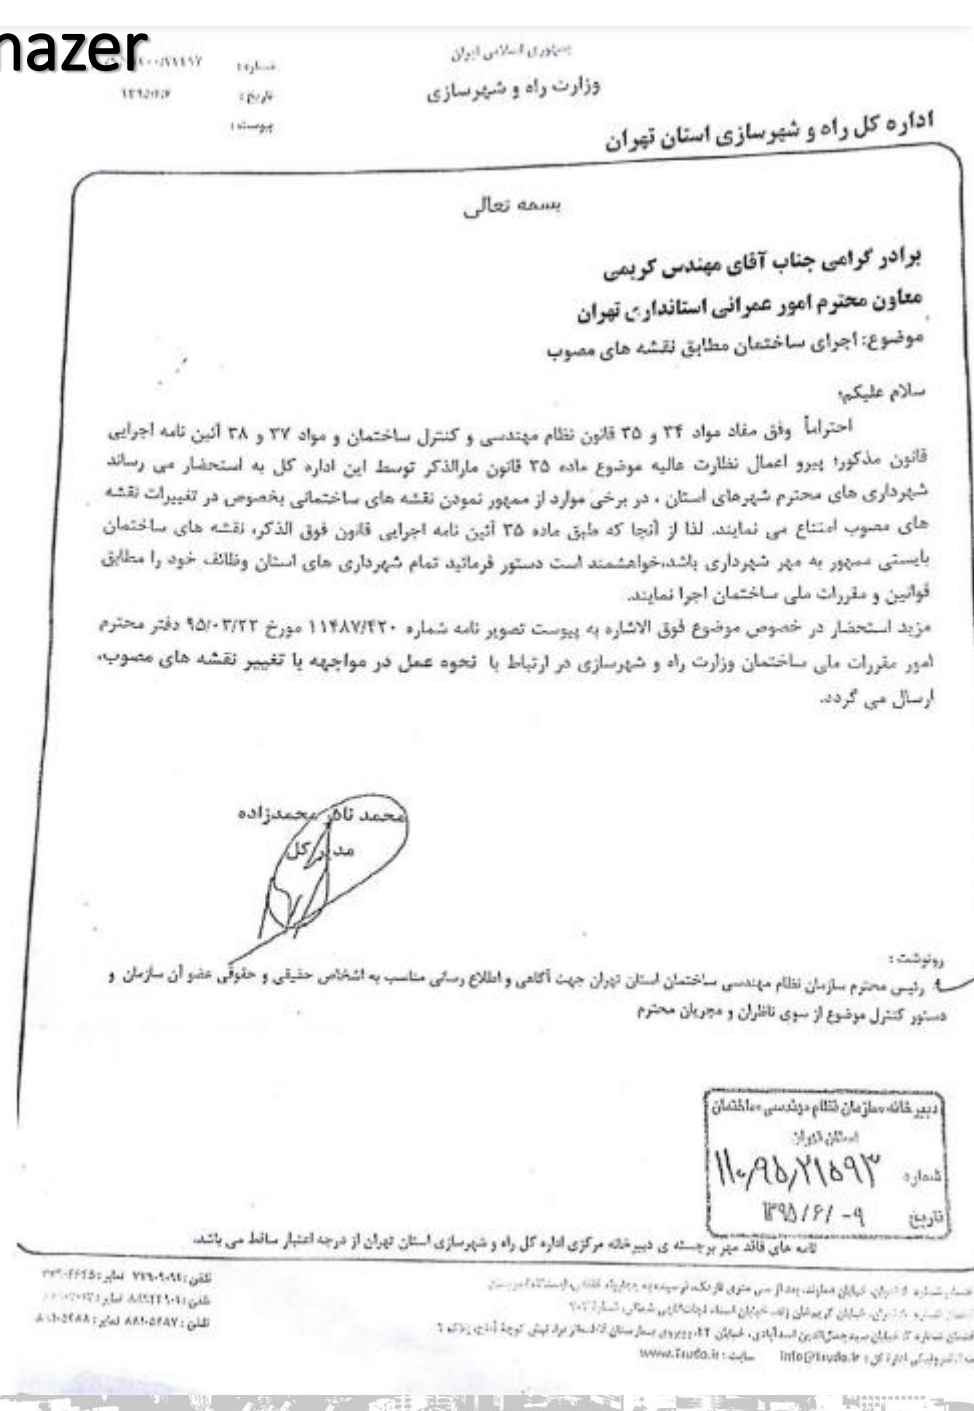 nazer
جمهوری اسلامی ایران
وزارت راه و شهرسازی
اداره کل راه و شهرسازی استان تهران
شماره :
تاریخ : ۱۳۹۵/۶/۷
پیوست :
بسمه تعالی
برادر گرامی جناب آقای مهندس کریمی
معاون محترم امور عمرانی استانداری تهران
موضوع: اجرای ساختمان مطابق نقشه های مصوب
سلام علیکم؛
احتراماً وفق مفاد مواد ۳۴ و ۳۵ قانون نظام مهندسی و کنترل ساختمان و مواد ۳۷ و ۳۸ آئین نامه اجرایی
قانون مذکور؛ پیرو اعمال نظارت عالیه موضوع ماده ۳۵ قانون مارالذکر توسط این اداره کل به استحضار می رساند
شهرداری های محترم شهرهای استان ، در برخی موارد از ممهور نمودن نقشه های ساختمانی بخصوص در تغییرات نقشه
های مصوب امتناع می نمایند. لذا از آنجا که طبق ماده ۳۵ آئین نامه اجرایی قانون فوق الذکر، نقشه های ساختمان
بایستی ممهور به مهر شهرداری باشد،خواهشمند است دستور فرمائید تمام شهرداری های استان وظائف خود را مطابق
قوانین و مقررات ملی ساختمان اجرا نمایند.
مزید استحضار در خصوص موضوع فوق الاشاره به پیوست تصویر نامه شماره ۱۱۴۸۷/۴۲۰ مورخ ۹۵/۰۳/۲۲ دفتر محترم
امور مقررات ملی ساختمان وزارت راه و شهرسازی در ارتباط با نحوه عمل در مواجهه با تغییر نقشه های مصوب،
ارسال می گردد.
محمد نادر محمدزاده
مدیر کل
رونوشت :
رئیس محترم سازمان نظام مهندسی ساختمان استان تهران جهت آگاهی و اطلاع رسانی مناسب به اشخاص حقیقی و حقوقی عضو آن سازمان و
دستور کنترل موضوع از سوی ناظران و مجریان محترم
دبیرخانه سازمان نظام مهندسی ساختمان
استان تهران
شماره ۱۱۰/۹۵/۲۱۵۹۳
تاریخ ۱۳۹۵/۶/-۹
نامه های فاقد مهر برجسته ی دبیرخانه مرکزی اداره کل راه و شهرسازی استان تهران از درجه اعتبار ساقط می باشد.